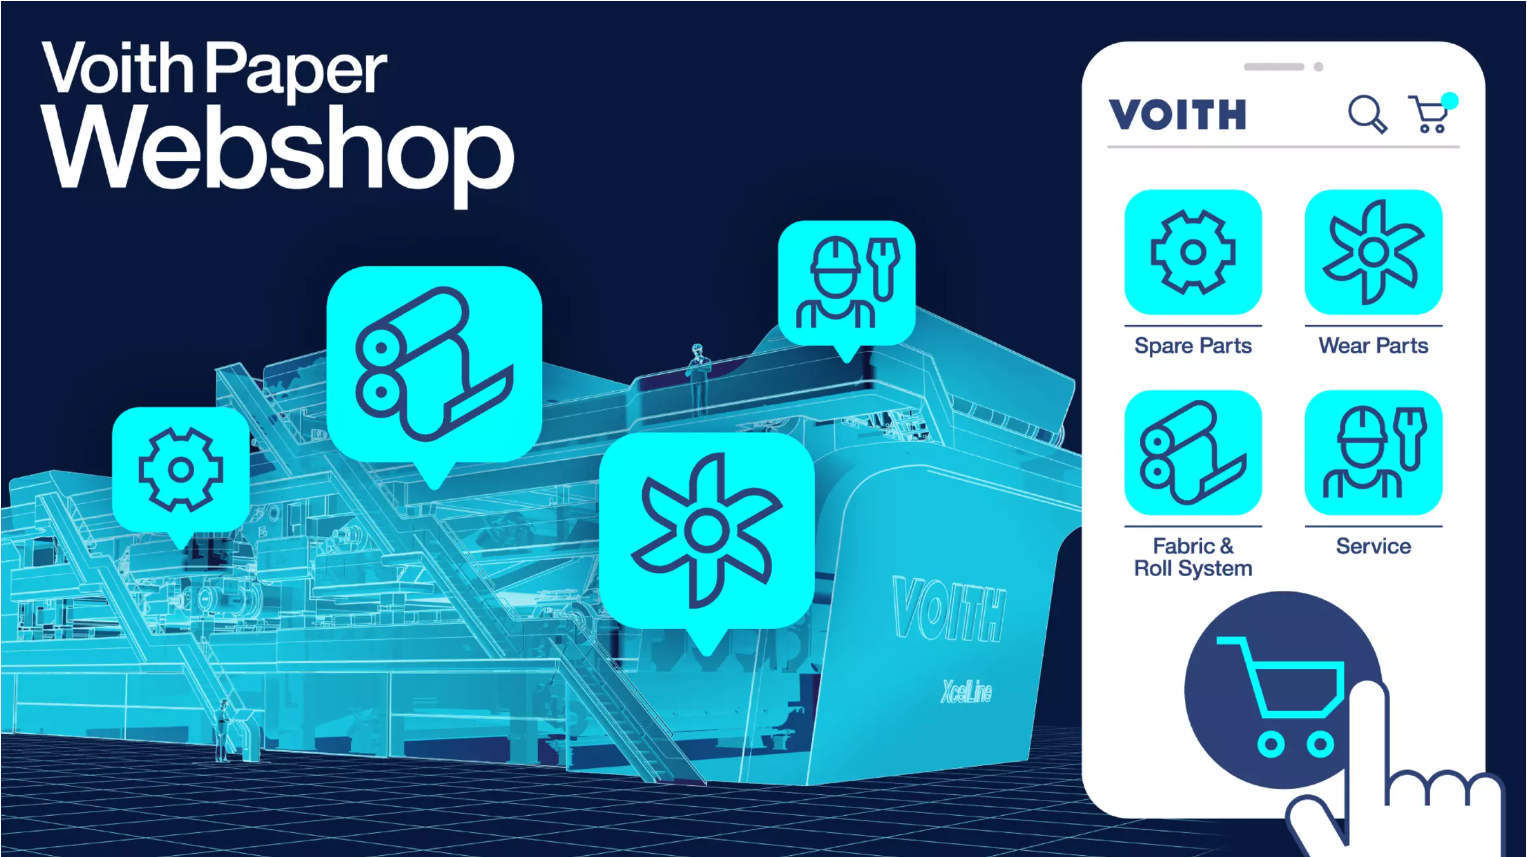 Voith Paper
Webshop
VOITH
Spare Parts
Wear Parts
Fabric &
Roll System
Service
VOITH
XcelLine